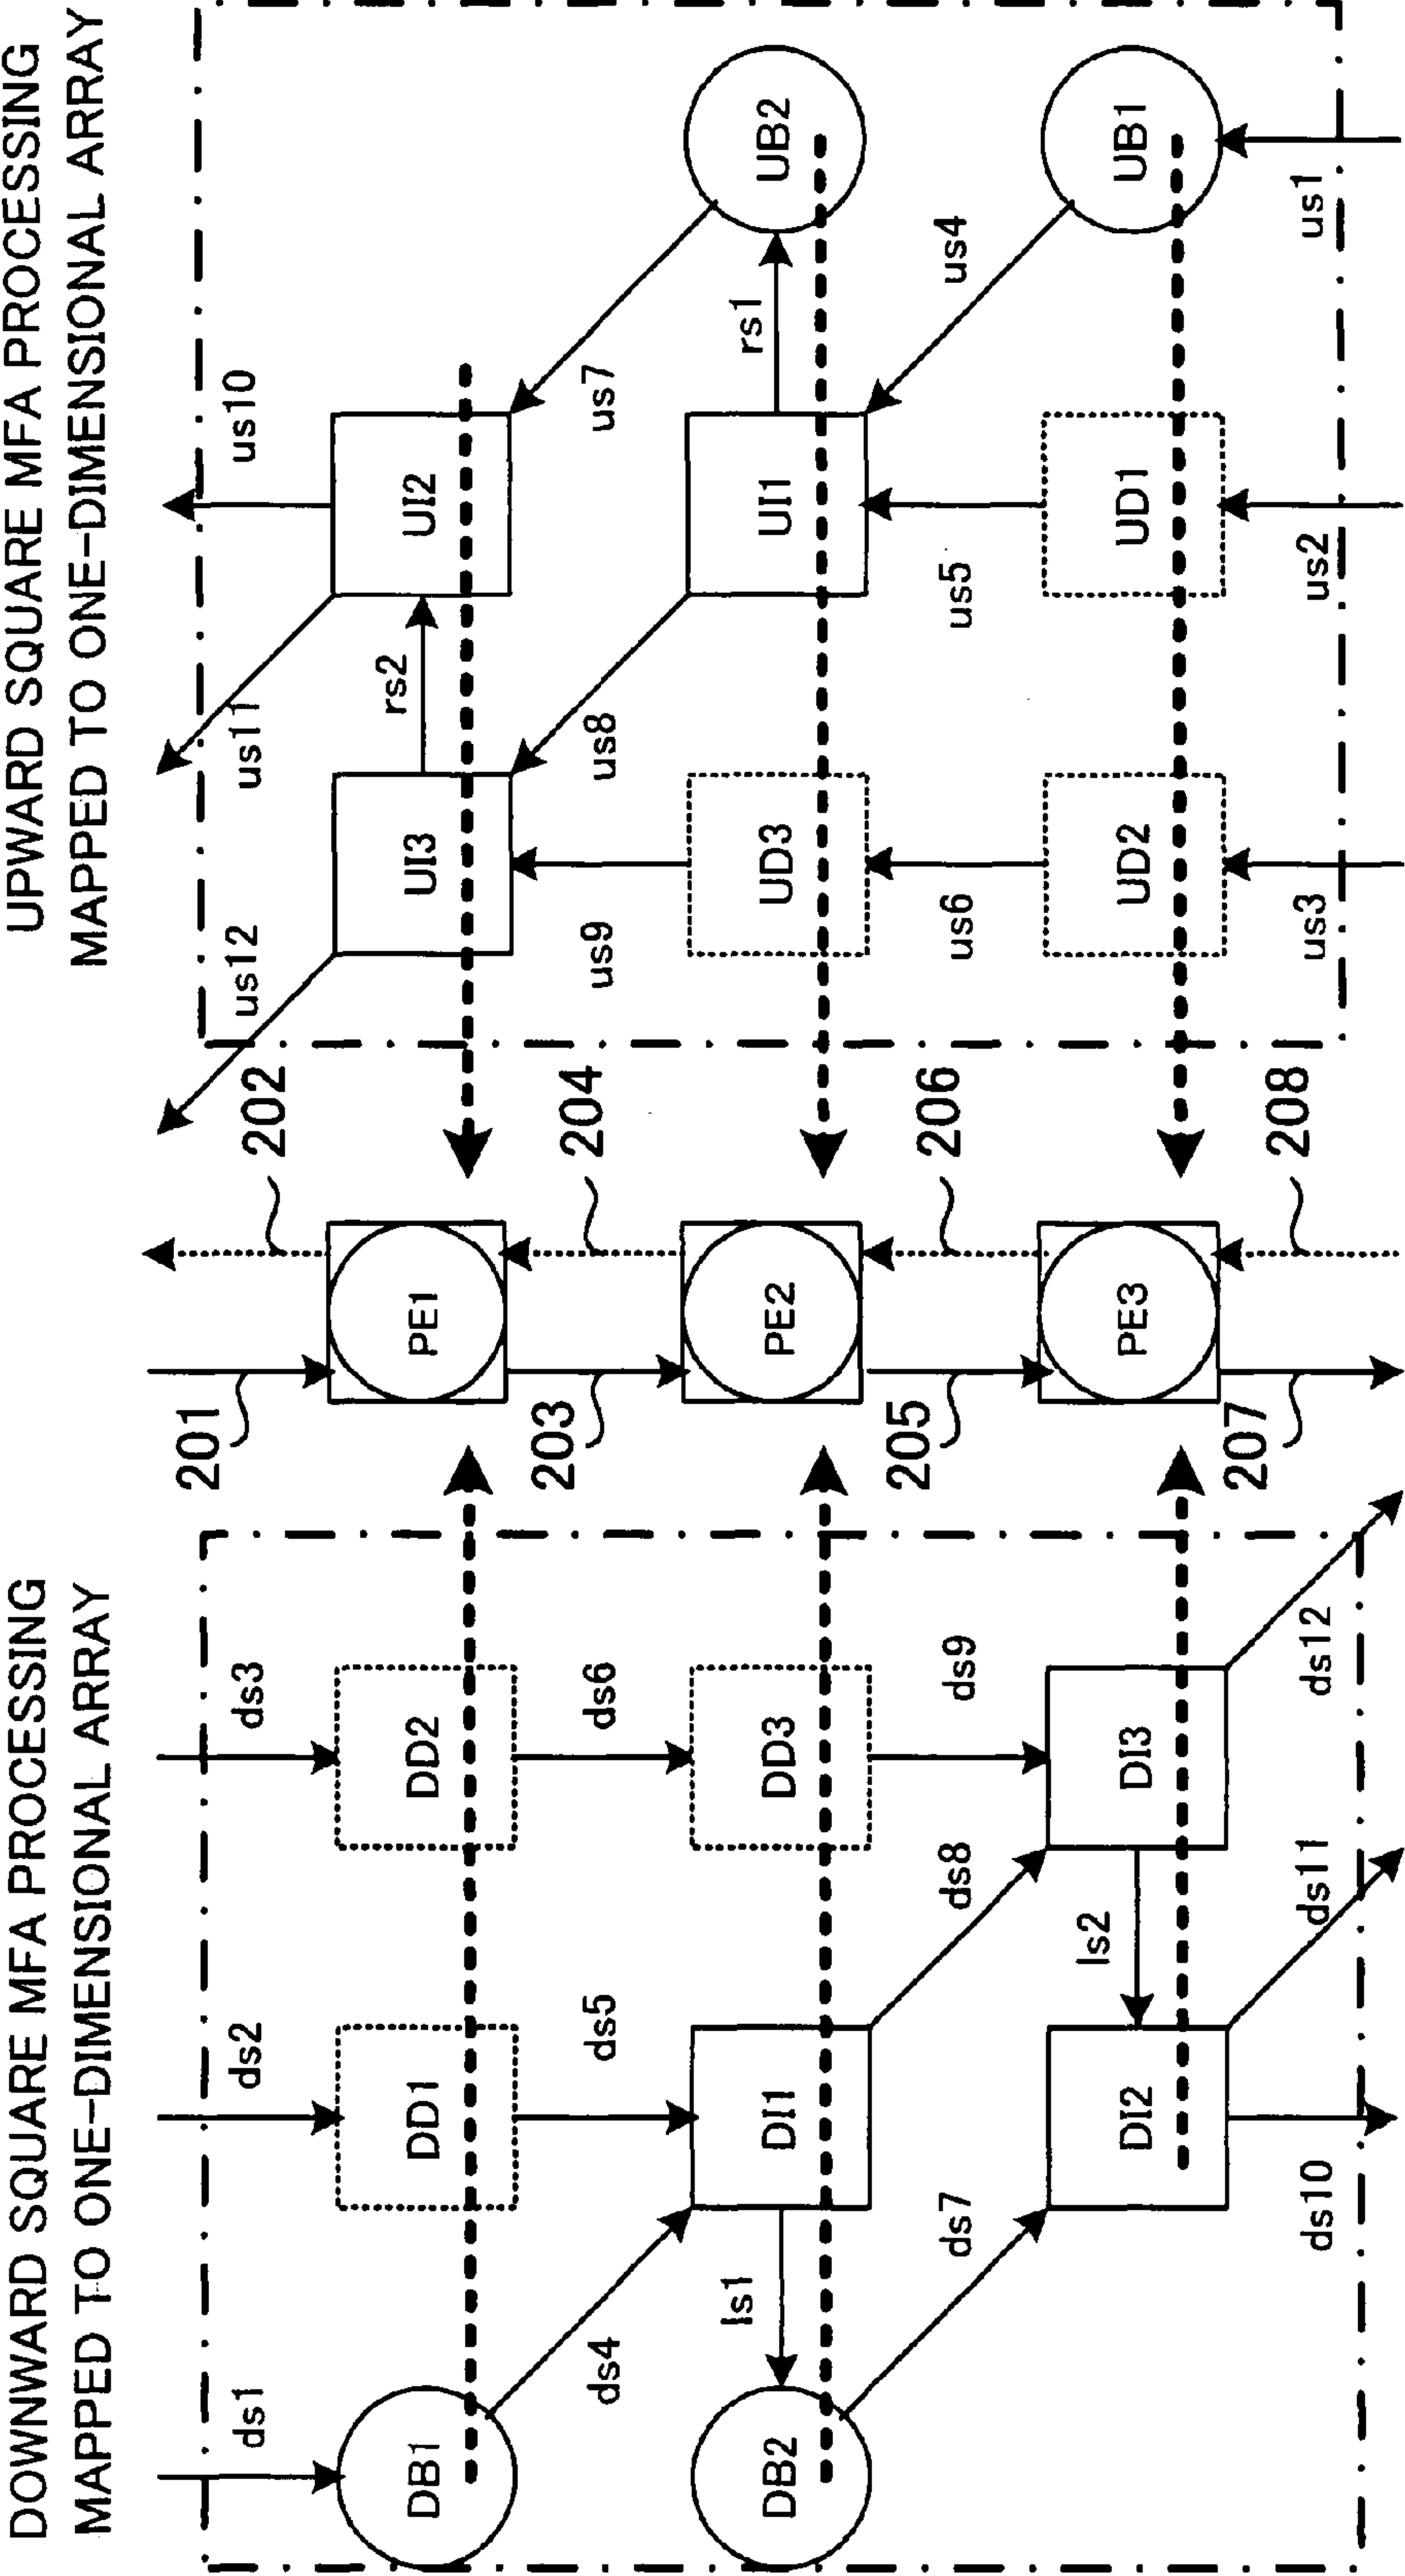 DOWNWARD SQUARE MFA PROCESSING
MAPPED TO ONE-DIMENSIONAL ARRAY
UPWARD SQUARE MFA PROCESSING
MAPPED TO ONE-DIMENSIONAL ARRAY
ds1
ds2
ds3
201
202
us12
us11
us10
DB1
DD1
DD2
PE1
UI3
rs2
UI2
ds4
ds5
ds6
203
204
us9
us8
us7
DB2
ls1
DI1
DD3
PE2
UD3
UI1
rs1
UB2
ds7
ds8
ds9
205
206
us6
us5
us4
DI2
ls2
DI3
PE3
UD2
UD1
UB1
ds10
ds11
ds12
207
208
us3
us2
us1